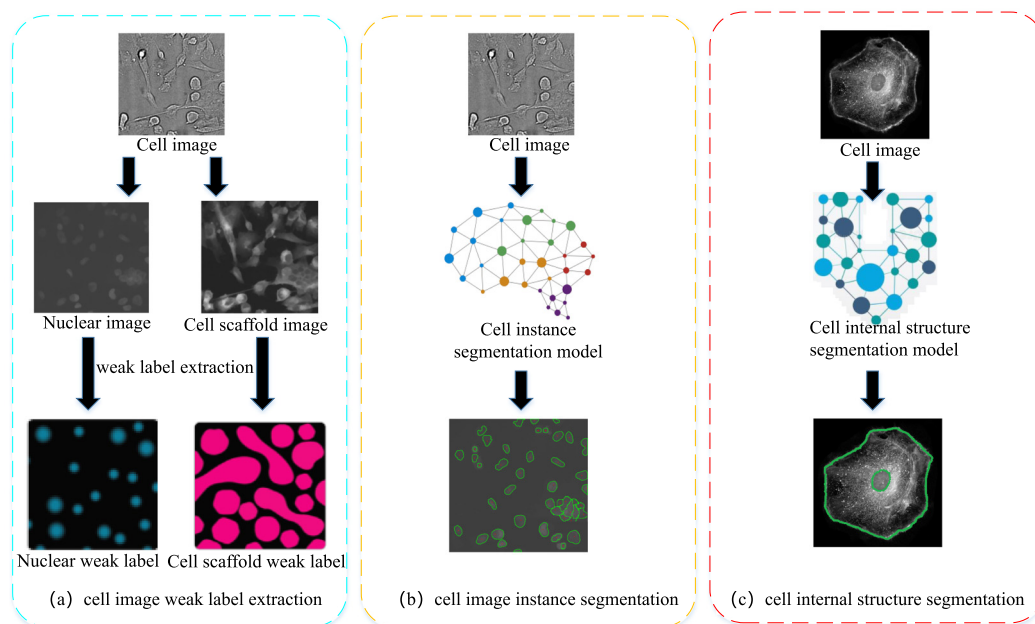 Cell image
Nuclear image
Cell scaffold image
weak label extraction
Nuclear weak label
Cell scaffold weak label
(a) cell image weak label extraction
Cell image
Cell instance
segmentation model
(b) cell image instance segmentation
Cell image
Cell internal structure
segmentation model
(c) cell internal structure segmentation